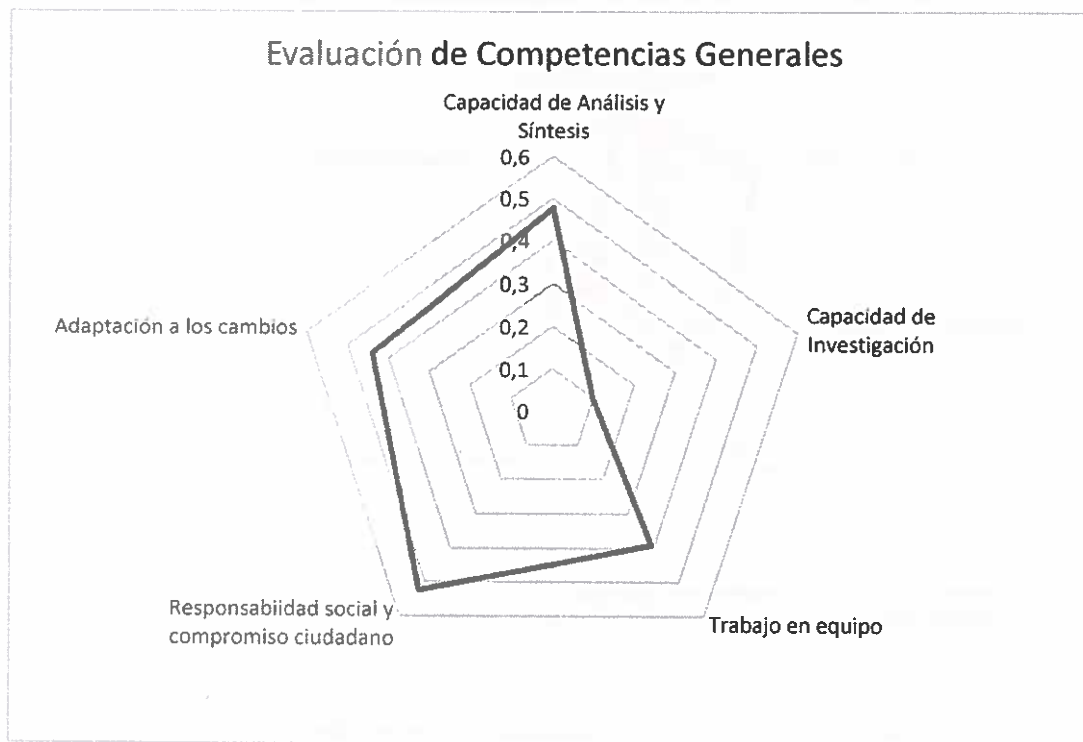 Evaluación de Competencias Generales
Capacidad de Análisis y
Síntesis
0,6
0,5
0,4
0,3
0,2
0,1
0
Capacidad de
Investigación
Trabajo en equipo
Responsabiidad social y
compromiso ciudadano
Adaptación a los cambios